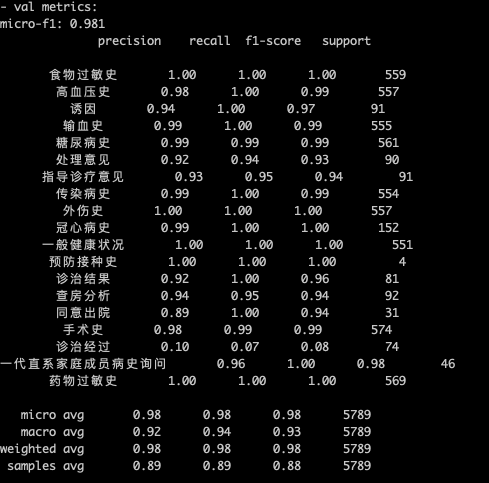 - val metrics:
micro-f1: 0.981
precision recall f1-score support
食物过敏史 1.00 1.00 1.00 559
高血压史 0.98 1.00 0.99 557
诱因 0.94 1.00 0.97 91
输血史 0.99 1.00 0.99 555
糖尿病史 0.99 0.99 0.99 561
处理意见 0.92 0.94 0.93 90
指导诊疗意见 0.93 0.95 0.94 91
传染病史 0.99 1.00 0.99 554
外伤史 1.00 1.00 1.00 557
冠心病史 0.99 1.00 1.00 152
一般健康状况 1.00 1.00 1.00 551
预防接种史 1.00 1.00 1.00 4
诊治结果 0.92 1.00 0.96 81
查房分析 0.94 0.95 0.94 92
同意出院 0.89 1.00 0.94 31
手术史 0.98 0.99 0.99 574
诊治经过 0.10 0.07 0.08 74
一代直系家庭成员病史询问 0.96 1.00 0.98 46
药物过敏史 1.00 1.00 1.00 569
micro avg 0.98 0.98 0.98 5789
macro avg 0.92 0.94 0.93 5789
weighted avg 0.98 0.98 0.98 5789
samples avg 0.89 0.89 0.88 5789